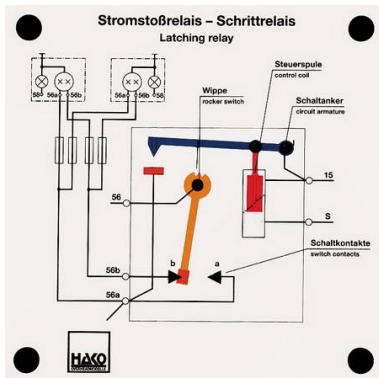 Stromstoßrelais – Schrittrelais
Latching relay
Steuerspule
control coil
Wippe
rocker switch
Schaltanker
circuit armature
58
56a
56b
56a
56b
58
15
56
S
Schaltkontakte
switch contacts
b
a
56b
56a
HACO